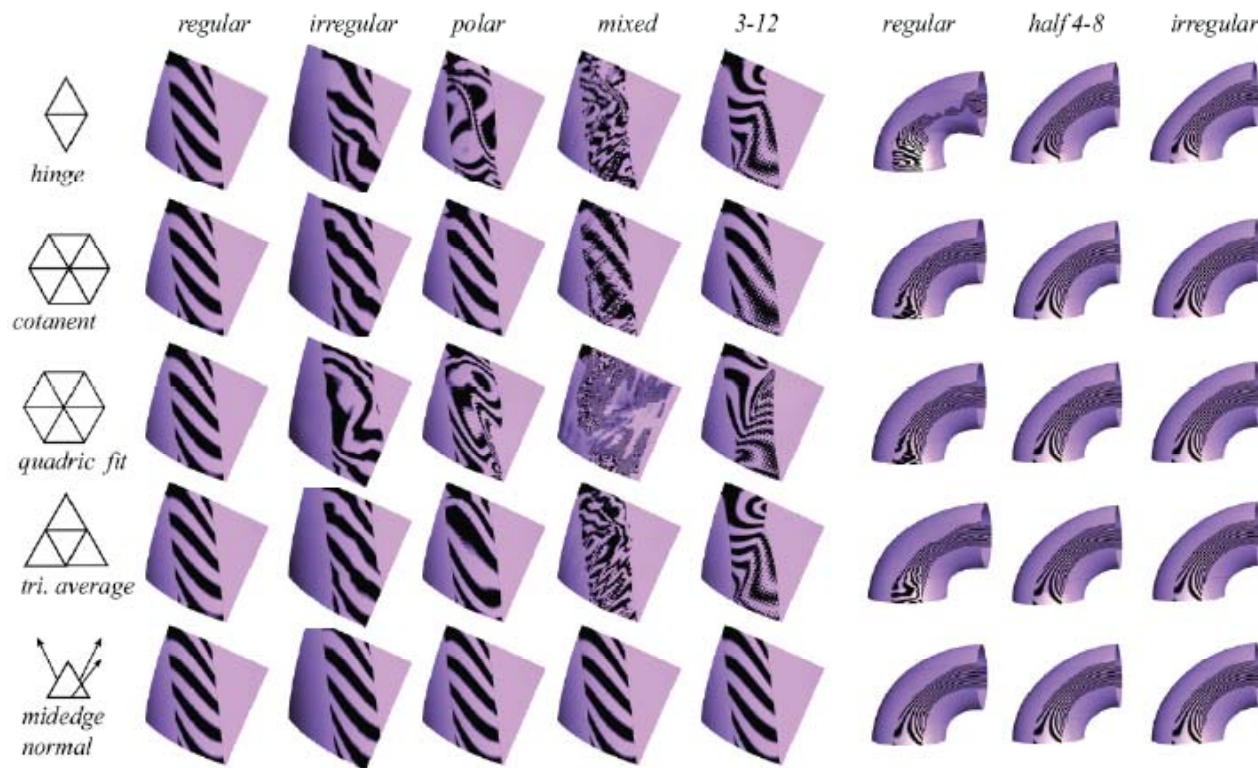 regular irregular polar mixed 3-12 regular half 4-8 irregular
hinge
cotanent
quadric fit
tri. average
midedge
normal